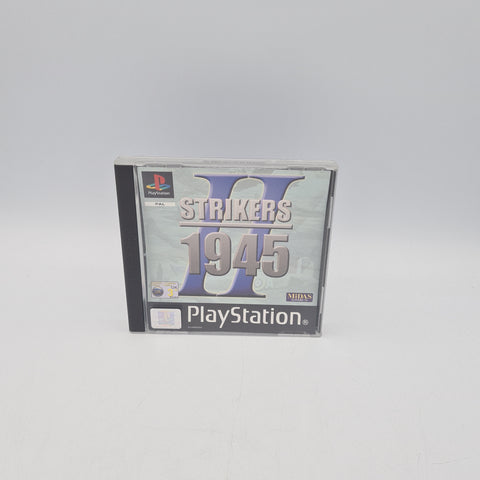 PlayStation
PAL
II
STRIKERS
1945
MIDAS
PlayStation®